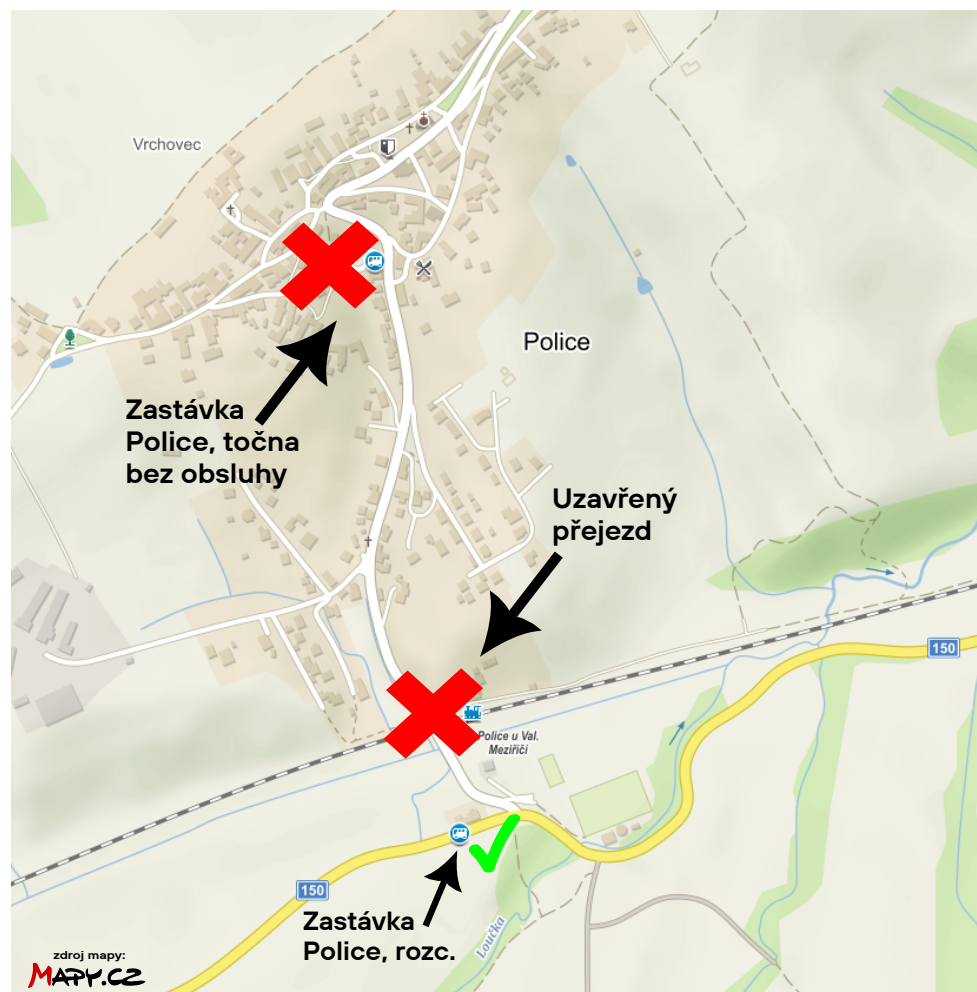 Vrchovec
Police
Zastávka
Police, točna
bez obsluhy
Uzavřený
přejezd
150
Police u Val.
Meziříčí
150
Zastávka
Police, rozc.
Loučka
zdroj mapy:
MAPY.CZ